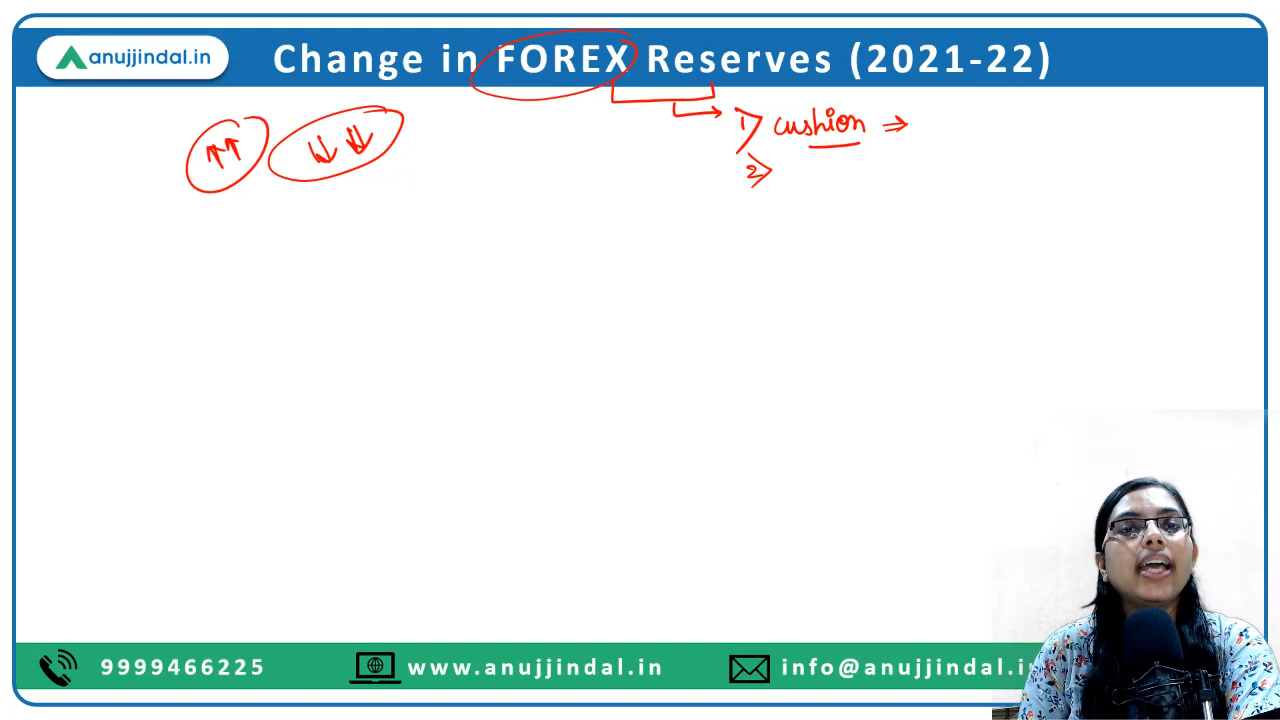 anujjindal.in
Change in FOREX Reserves (2021-22)
1> cushion ⇒
2>
9999466225
www.anujjindal.in
info@anujjindal.in